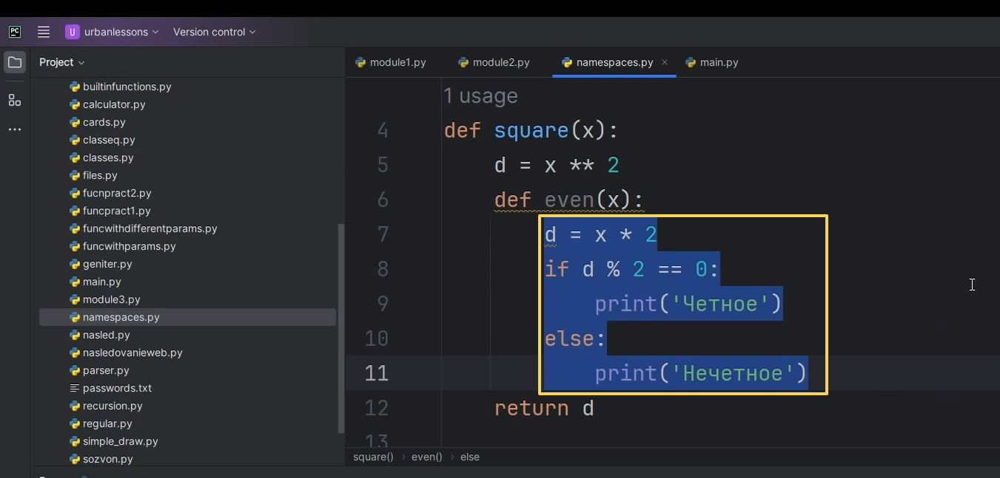 PC
U urbanlessons Version control
Project
module1.py module2.py namespaces.py main.py
builtinfunctions.py
calculator.py
cards.py
classeq.py
classes.py
files.py
fucnpract2.py
funcpract1.py
funcwithdifferentparams.py
funcwithparams.py
geniter.py
main.py
module3.py
namespaces.py
nasled.py
nasledovanieweb.py
parser.py
passwords.txt
recursion.py
regular.py
simple_draw.py
sozvon.py
1 usage
4 def square(x):
5 d = x ** 2
6 def even(x):
7 d = x * 2
8 if d % 2 == 0:
9 print('Четное')
10 else:
11 print('Нечетное')
12 return d
13
square() › even() › else